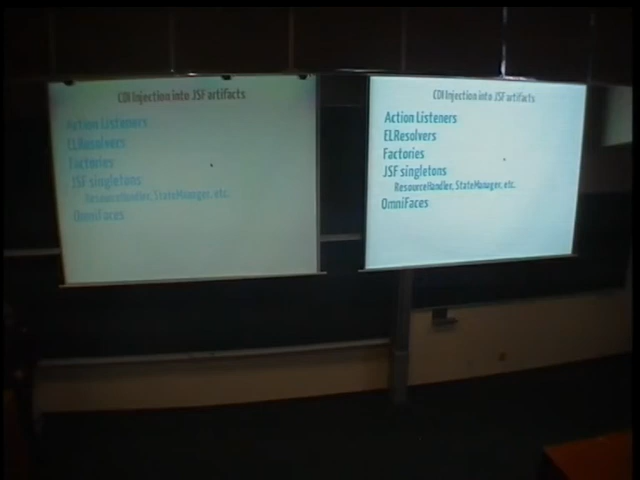 CDI Injection into JSF artifacts
Action Listeners
ELResolvers
Factories
JSF singletons
ResourceHandler, StateManager, etc.
OmniFaces
CDI Injection into JSF artifacts
Action Listeners
ELResolvers
Factories
JSF singletons
ResourceHandler, StateManager, etc.
OmniFaces